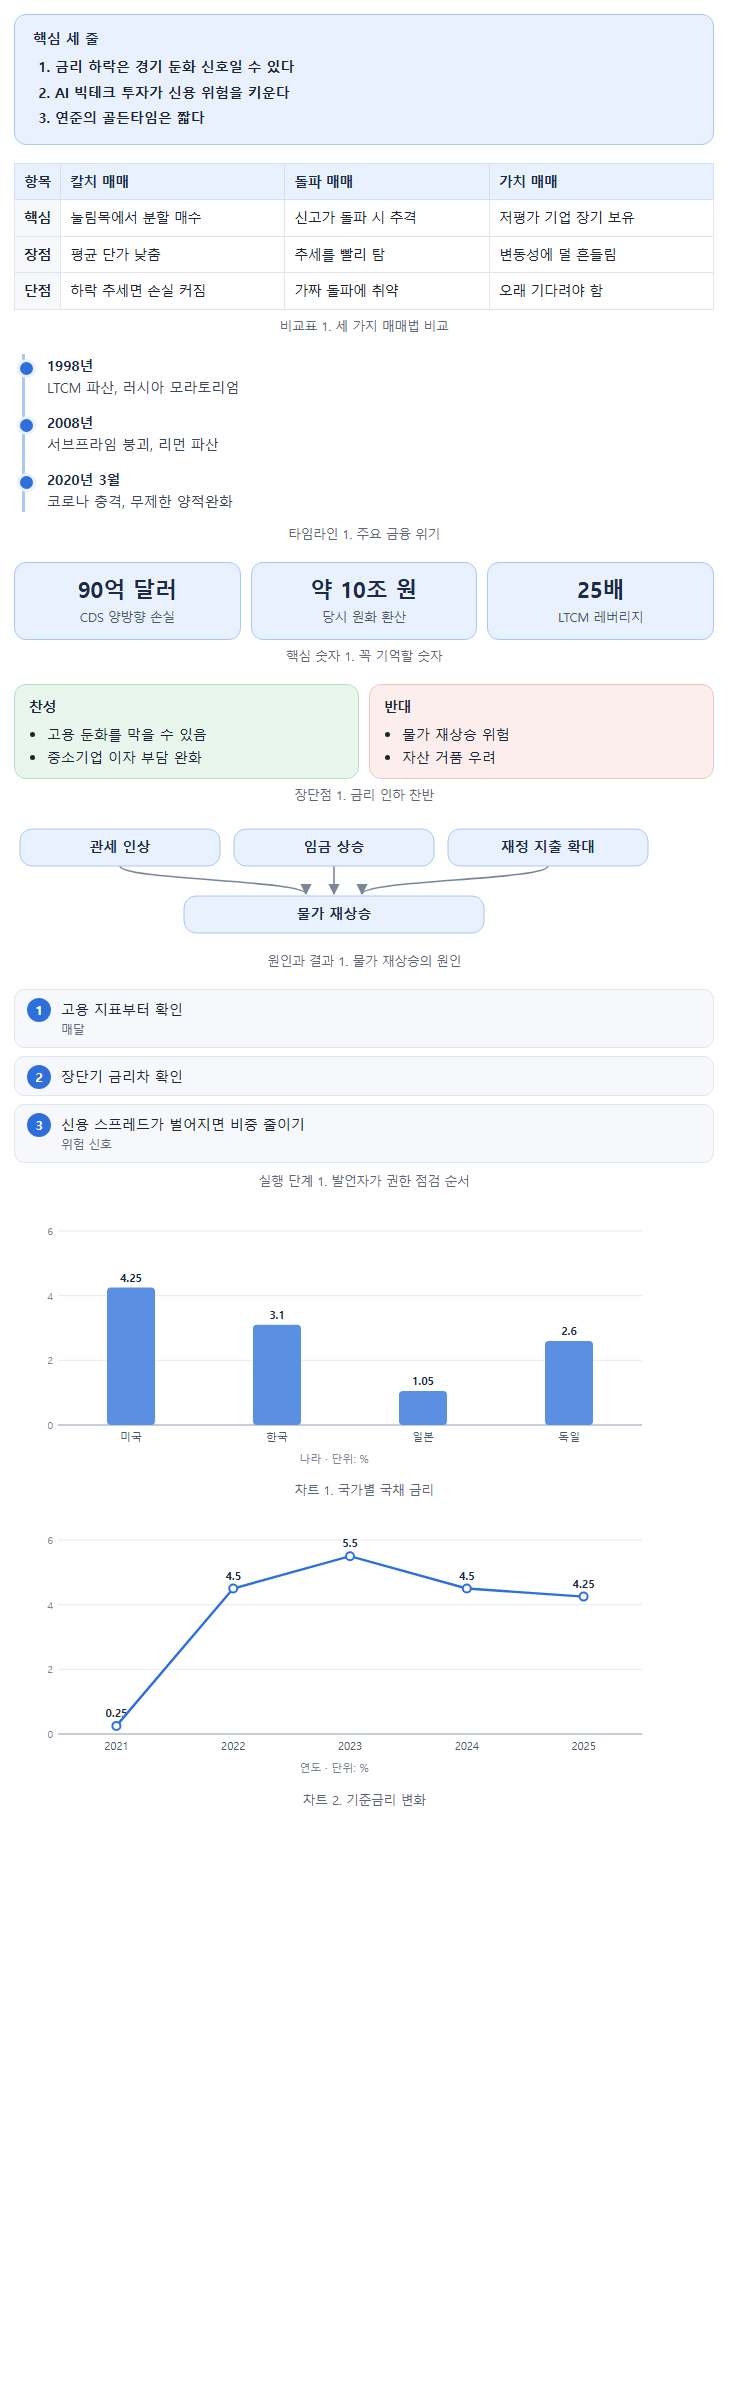 핵심 세 줄
1. 금리 하락은 경기 둔화 신호일 수 있다
2. AI 빅테크 투자가 신용 위험을 키운다
3. 연준의 골든타임은 짧다
항목 칼치 매매 돌파 매매 가치 매매
핵심 눌림목에서 분할 매수 신고가 돌파 시 추격 저평가 기업 장기 보유
장점 평균 단가 낮춤 추세를 빨리 탐 변동성에 덜 흔들림
단점 하락 추세면 손실 커짐 가짜 돌파에 취약 오래 기다려야 함
비교표 1. 세 가지 매매법 비교
1998년
LTCM 파산, 러시아 모라토리엄
2008년
서브프라임 붕괴, 리먼 파산
2020년 3월
코로나 충격, 무제한 양적완화
타임라인 1. 주요 금융 위기
90억 달러 약 10조 원 25배
CDS 양방향 손실 당시 원화 환산 LTCM 레버리지
핵심 숫자 1. 꼭 기억할 숫자
찬성
• 고용 둔화를 막을 수 있음
• 중소기업 이자 부담 완화
반대
• 물가 재상승 위험
• 자산 거품 우려
장단점 1. 금리 인하 찬반
관세 인상 임금 상승 재정 지출 확대
물가 재상승
원인과 결과 1. 물가 재상승의 원인
1 고용 지표부터 확인
매달
2 장단기 금리차 확인
3 신용 스프레드가 벌어지면 비중 줄이기
위험 신호
실행 단계 1. 발언자가 권한 점검 순서
6
4.25
4
3.1
2.6
2
1.05
0
미국 한국 일본 독일
나라 · 단위: %
차트 1. 국가별 국채 금리
6
5.5
4.5 4.5 4.25
4
2
0.25
0
2021 2022 2023 2024 2025
연도 · 단위: %
차트 2. 기준금리 변화